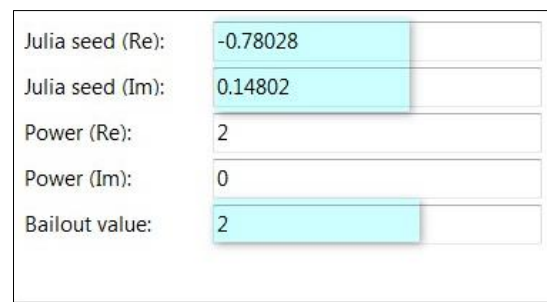 Julia seed (Re): -0.78028
Julia seed (Im): 0.14802
Power (Re): 2
Power (Im): 0
Bailout value: 2